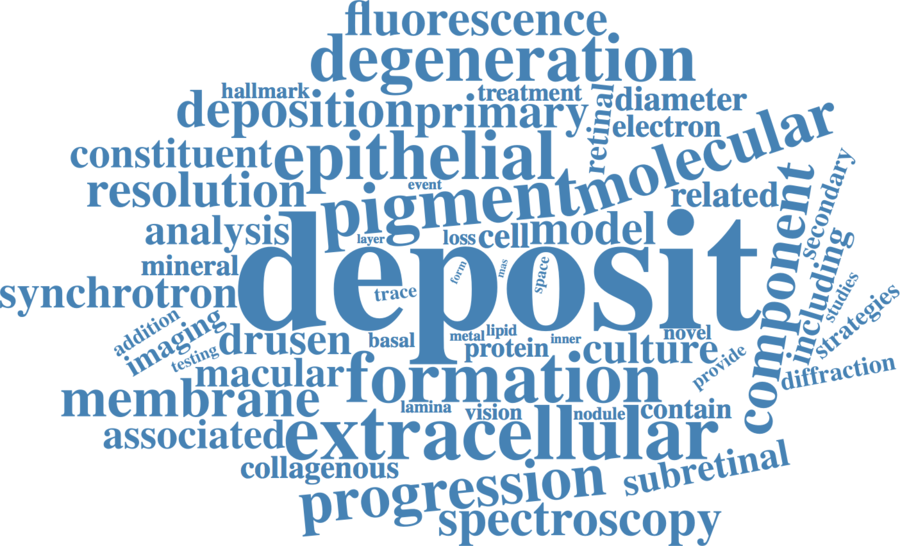 fluorescence
degeneration
hallmark
treatment
deposition
primary
retinal
diameter
electron
constituent
epithelial
molecular
resolution
event
pigment
related
secondary
component
analysis
layer
loss
cell
model
deposit
mineral
form
mas
space
including
synchrotron
trace
studies
strategies
addition
imaging
testing
drusen
basal
metal
lipid
inner
novel
protein
culture
provide
diffraction
macular
formation
membrane
lamina
vision
nodule
contain
associated
extracellular
collagenous
subretinal
progression
spectroscopy